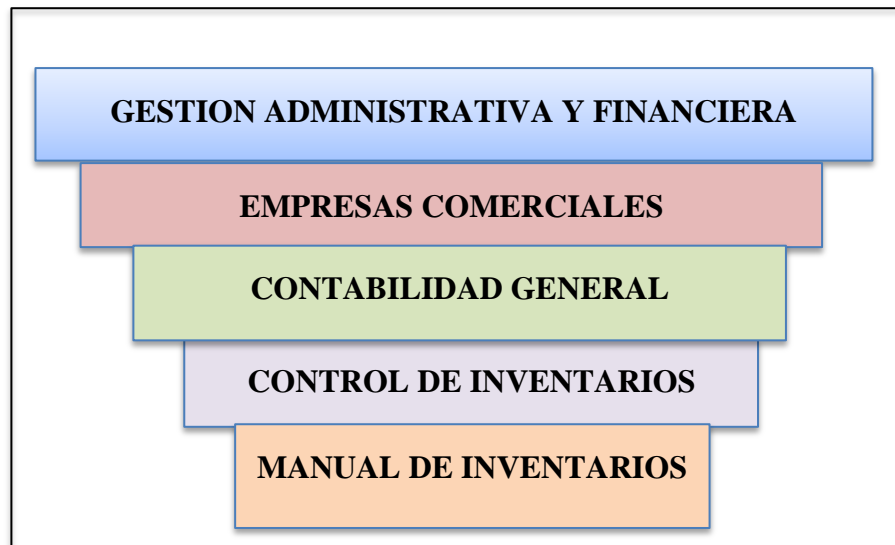 GESTION ADMINISTRATIVA Y FINANCIERA
EMPRESAS COMERCIALES
CONTABILIDAD GENERAL
CONTROL DE INVENTARIOS
MANUAL DE INVENTARIOS